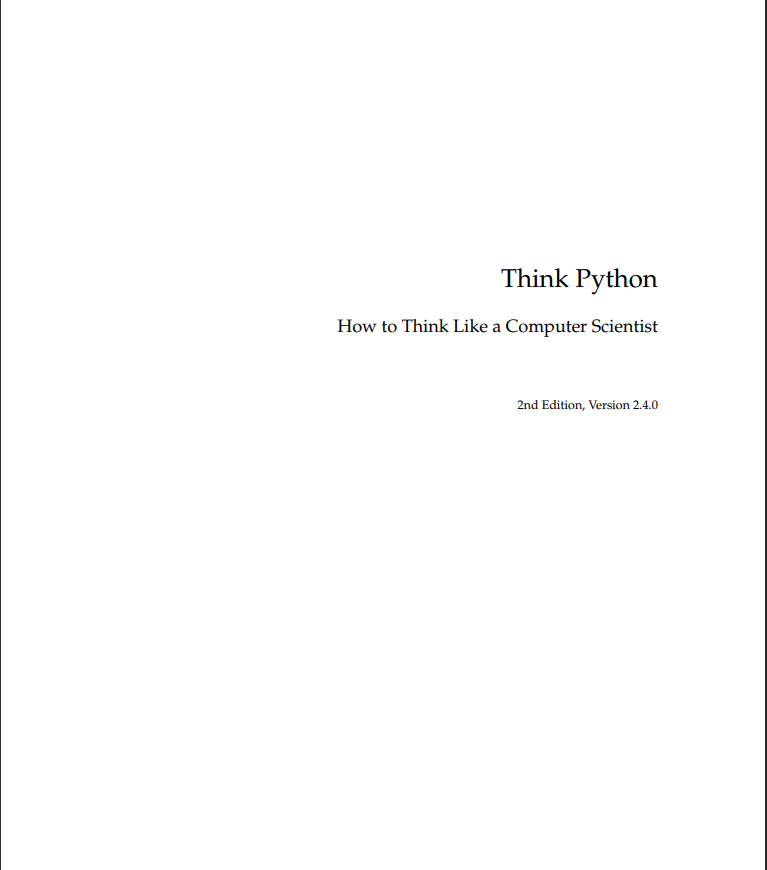 Think Python
How to Think Like a Computer Scientist
2nd Edition, Version 2.4.0